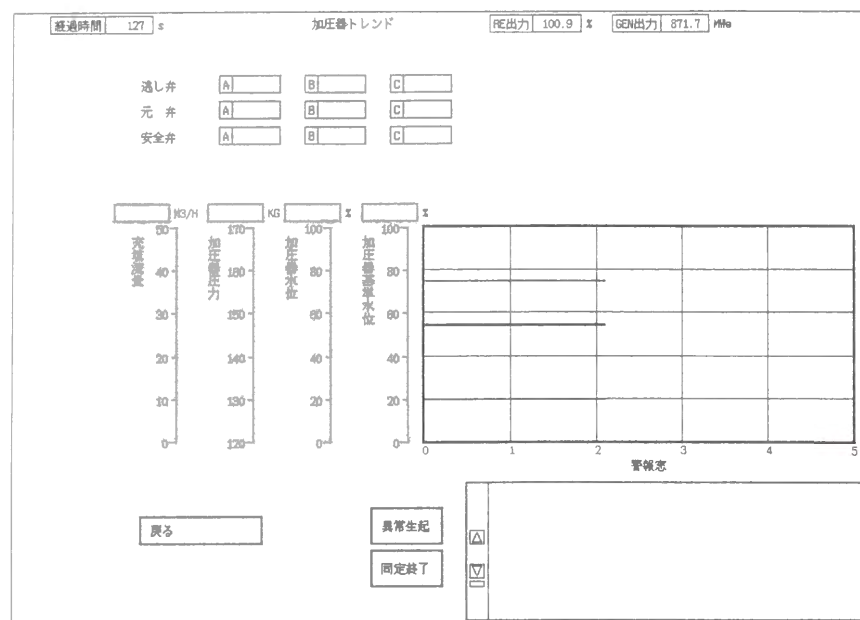 経過時間 127 s 加圧器トレンド RE出力 100.9 % GEN出力 871.7 MWe
逃し弁 A B C
元 弁 A B C
安全弁 A B C
M3/H KG % %
充填流量 加圧器圧力 加圧器水位 加圧器基準水位
50 170 100 100
40 160 80 80
30 150 60 60
20 140 40 40
10 130 20 20
0 120 0 0
0 1 2 3 4 5
警報窓
戻る
異常生起
同定終了